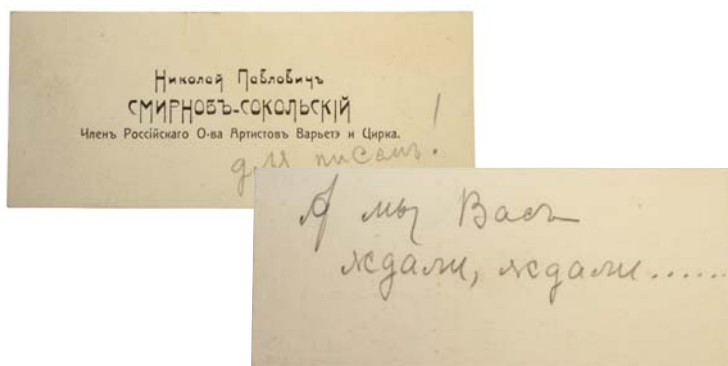 Николай Павловичъ
СМИРНОВЪ-СОКОЛЬСКІЙ
Членъ Россійскаго О-ва Артистовъ Варьетэ и Цирка.
для писемъ!
А мы Васъ
ждали, ждали......